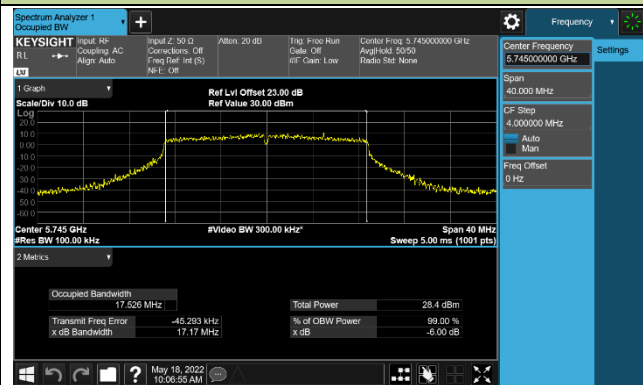 Spectrum Analyzer 1
Occupied BW
Frequency
KEYSIGHT
Input: RF
Input Z: 50 Ω
Atten: 20 dB
Trig: Free Run
Center Freq: 5.745000000 GHz
RL
Coupling: AC
Corrections: Off
Gate: Off
Avg|Hold: 50/50
Align: Auto
Freq Ref: Int (S)
#IF Gain: Low
Radio Std: None
LXI
NFE: Off
Center Frequency
5.745000000 GHz
Settings
Span
40.000 MHz
CF Step
4.000000 MHz
Auto
Man
Freq Offset
0 Hz
1 Graph
Ref Lvl Offset 23.00 dB
Scale/Div 10.0 dB
Ref Value 30.00 dBm
Log
20.0
10.0
0.00
-10.0
-20.0
-30.0
-40.0
-50.0
-60.0
Center 5.745 GHz
#Video BW 300.00 kHz*
Span 40 MHz
#Res BW 100.00 kHz
Sweep 5.00 ms (1001 pts)
2 Metrics
Occupied Bandwidth
17.526 MHz
Total Power
28.4 dBm
Transmit Freq Error
-45.293 kHz
% of OBW Power
99.00 %
x dB Bandwidth
17.17 MHz
x dB
-6.00 dB
May 18, 2022
10:06:55 AM